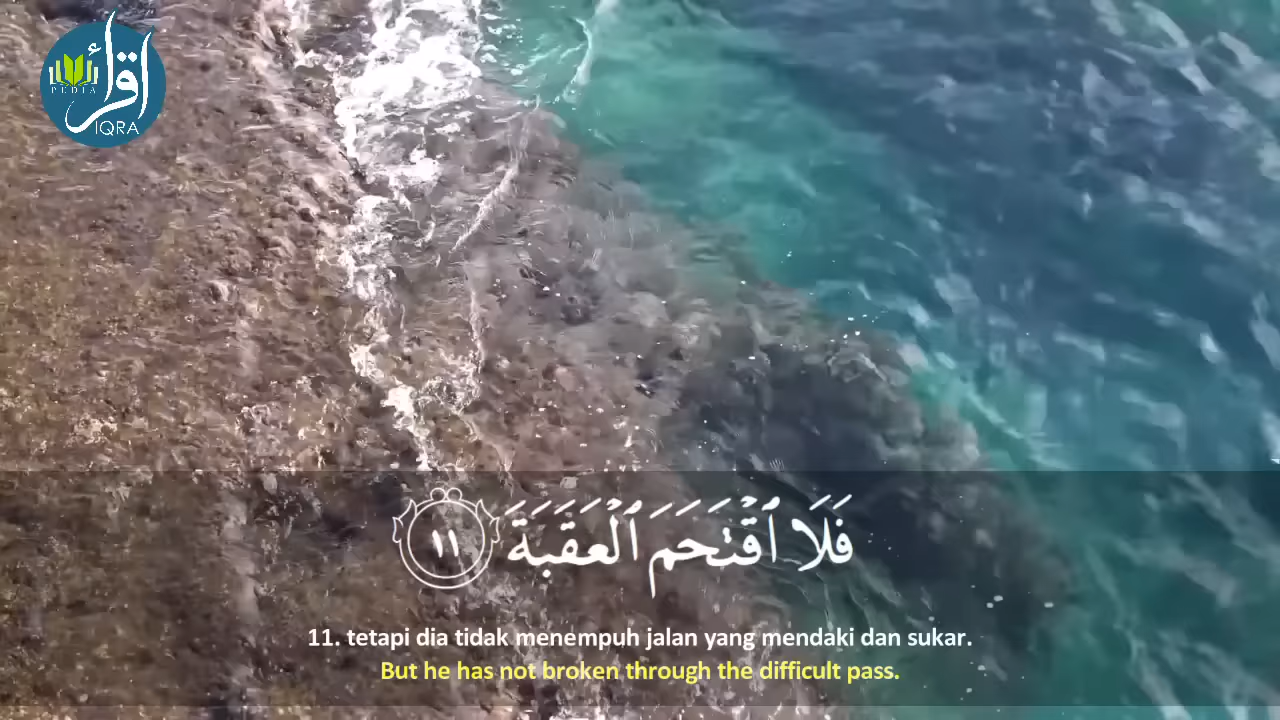 اقرأ
PEDIA
IQRA
فَلَا ٱقۡتَحَمَ ٱلۡعَقَبَةَ ١١
11. tetapi dia tidak menempuh jalan yang mendaki dan sukar.
But he has not broken through the difficult pass.